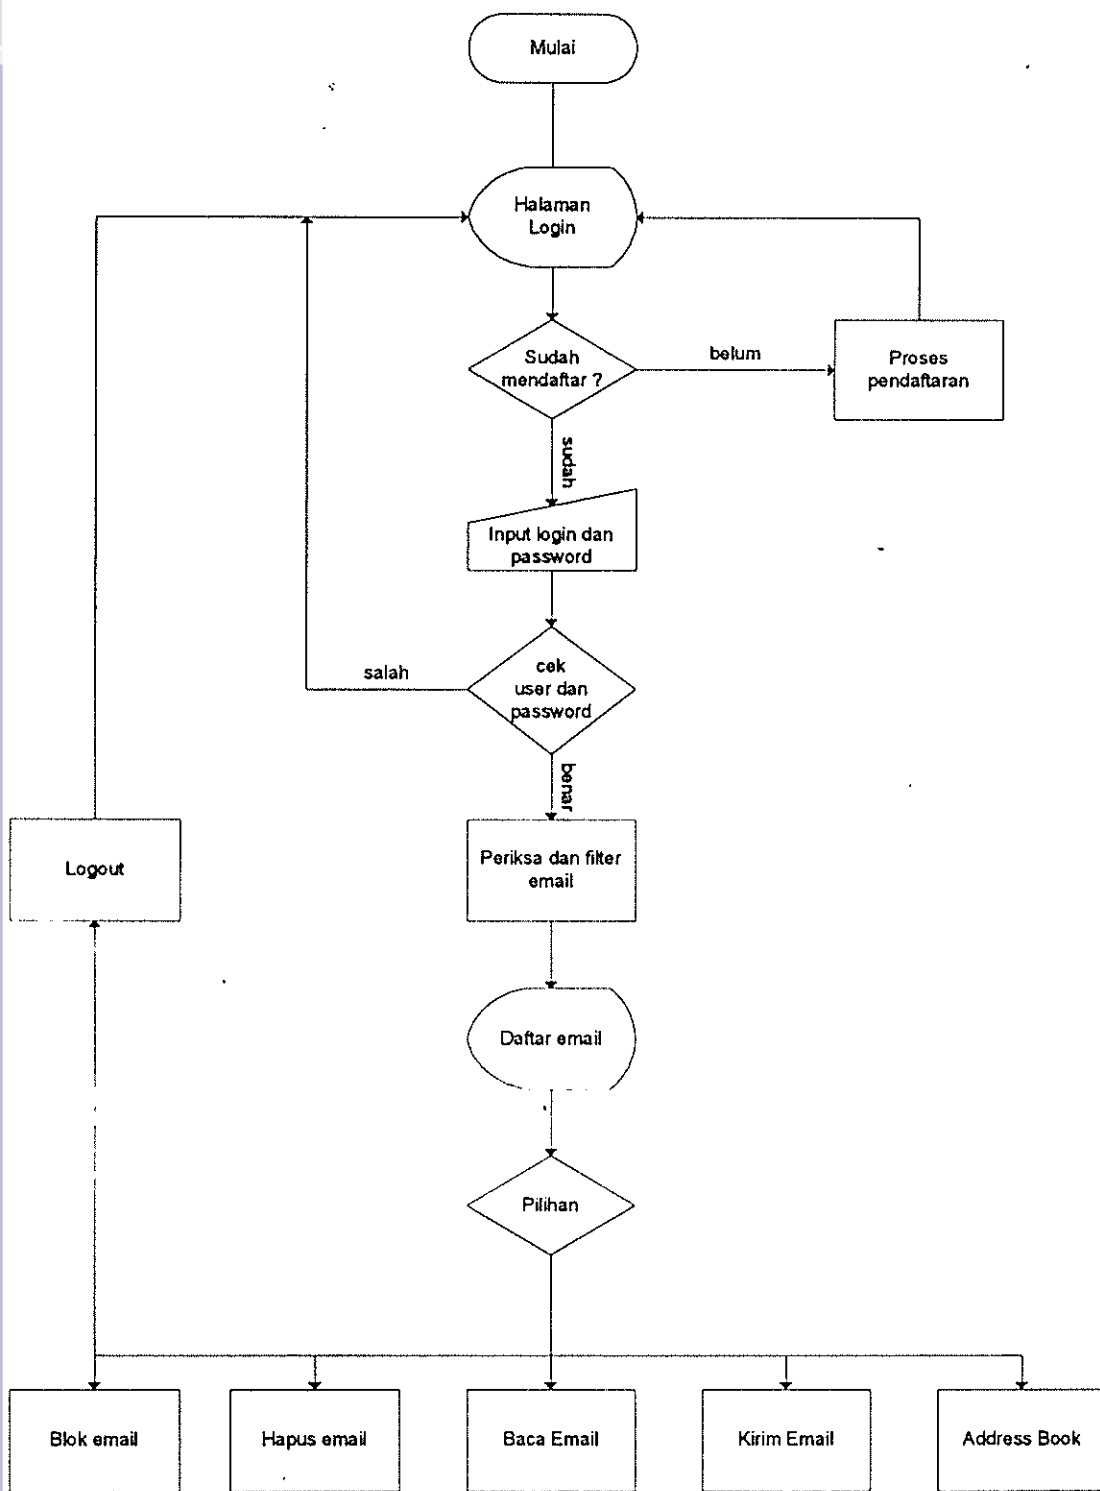 Mulai
Halaman
Login
Sudah
mendaftar ?
belum
Proses
pendaftaran
sudah
Input login dan
password
cek
user dan
password
salah
benar
Logout
Periksa dan filter
email
Daftar email
Pilihan
Blok email
Hapus email
Baca Email
Kirim Email
Address Book